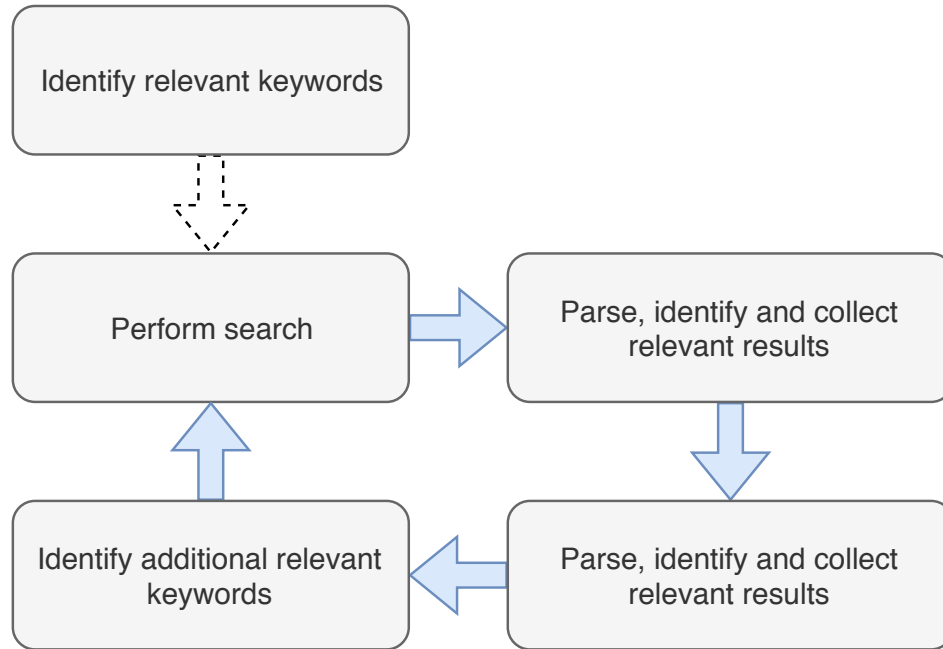 Identify relevant keywords
Perform search
Parse, identify and collect
relevant results
Identify additional relevant
keywords
Parse, identify and collect
relevant results